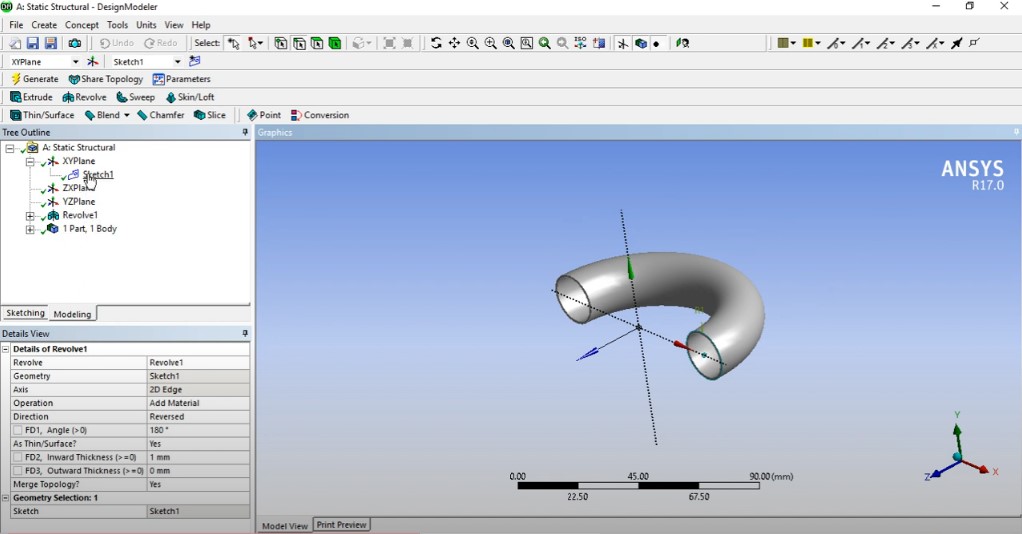 A: Static Structural - DesignModeler
File Create Concept Tools Units View Help
Undo Redo Select: ISO
XYPlane Sketch1
Generate Share Topology Parameters
Extrude Revolve Sweep Skin/Loft
Thin/Surface Blend Chamfer Slice Point Conversion
Tree Outline
A: Static Structural
XYPlane
Sketch1
ZXPlane
YZPlane
Revolve1
1 Part, 1 Body
Sketching Modeling
Details View
Details of Revolve1
Revolve Revolve1
Geometry Sketch1
Axis 2D Edge
Operation Add Material
Direction Reversed
FD1, Angle (>0) 180 °
As Thin/Surface? Yes
FD2, Inward Thickness (>=0) 1 mm
FD3, Outward Thickness (>=0) 0 mm
Merge Topology? Yes
Geometry Selection: 1
Sketch Sketch1
Graphics
ANSYS
R17.0
0.00 45.00 90.00 (mm)
22.50 67.50
Y
Z X
Model View Print Preview